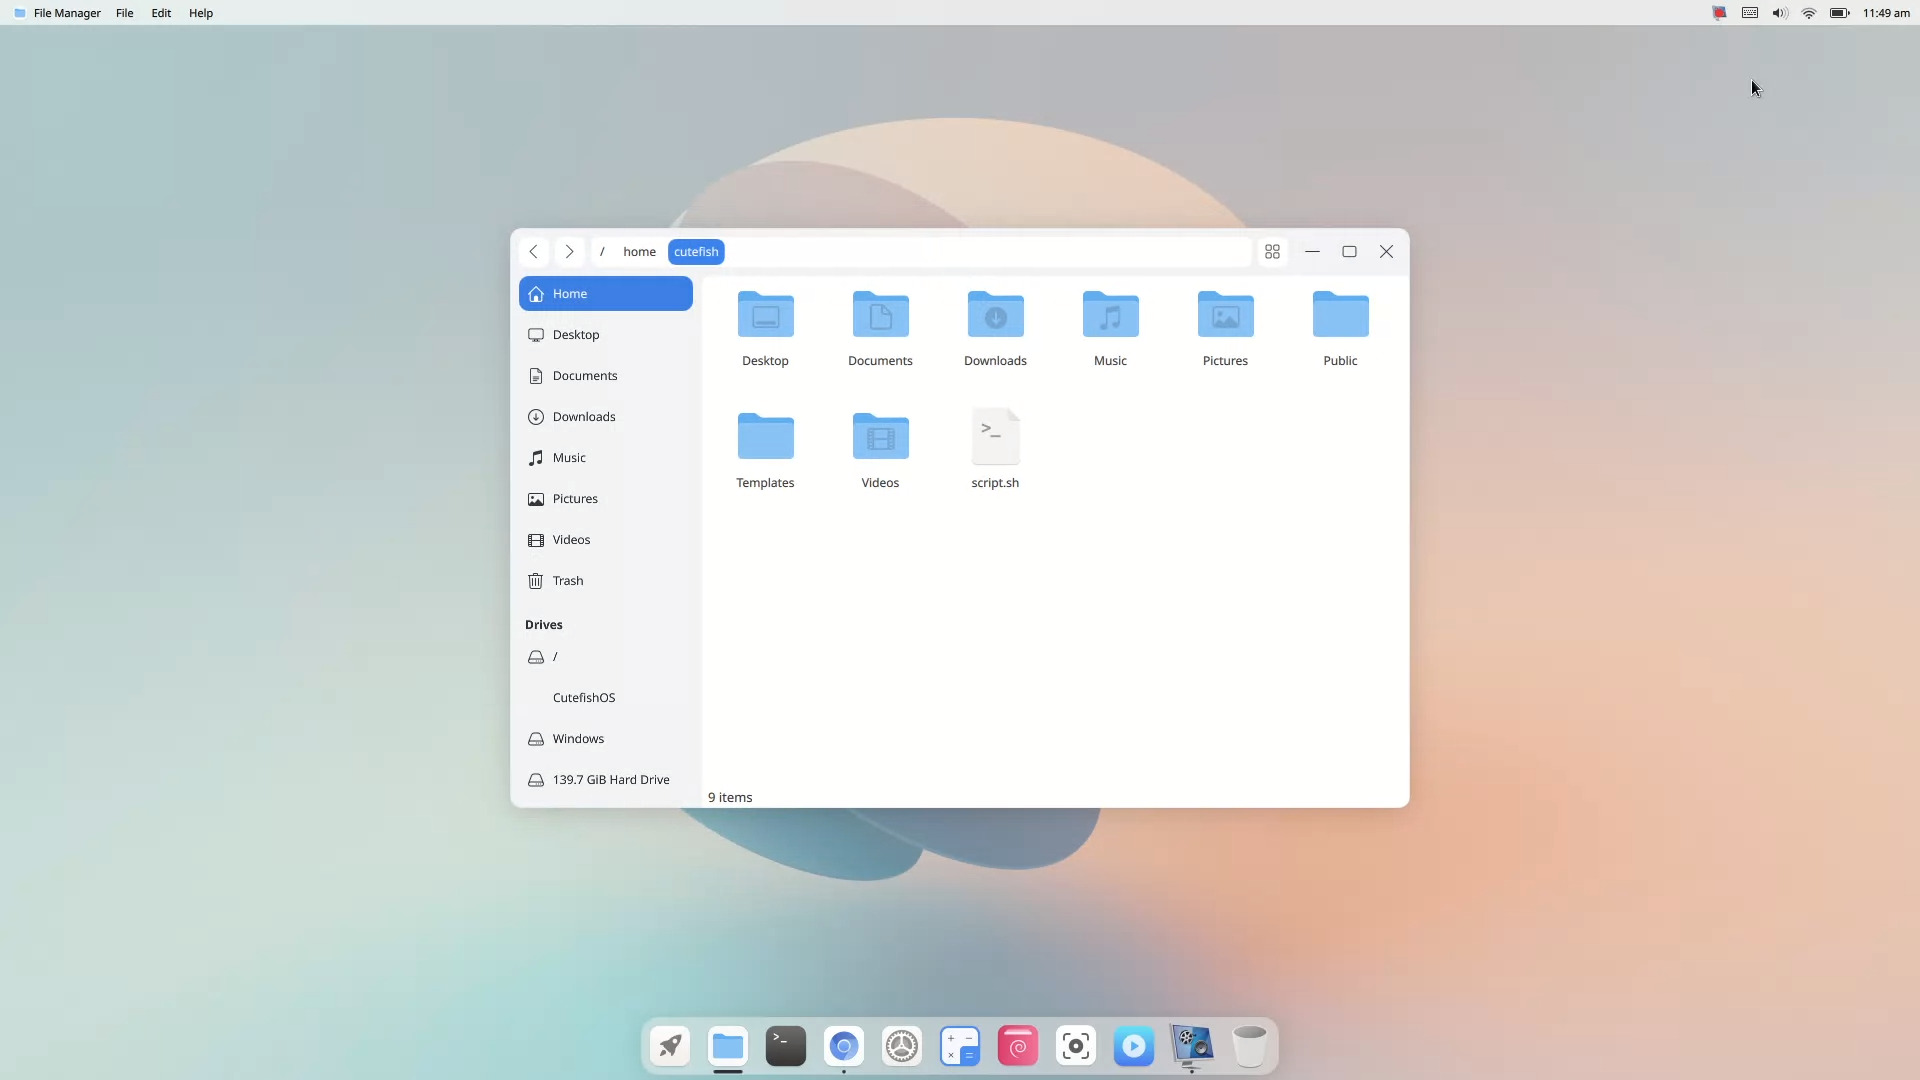 File Manager File Edit Help 11:49 am
/ home cutefish
Home
Desktop
Documents
Downloads
Music
Pictures
Videos
Trash
Drives
/
CutefishOS
Windows
139.7 GiB Hard Drive
Desktop Documents Downloads Music Pictures Public
Templates Videos script.sh
9 items